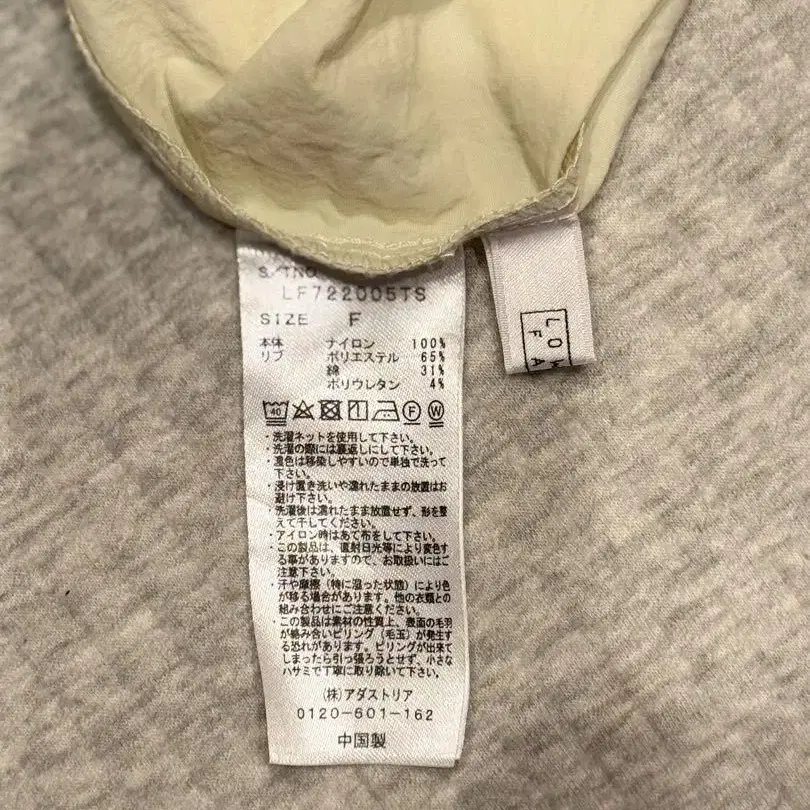 S/TNO
LF722005TS
SIZE F
本体 ナイロン 100%
リブ ポリエステル 65%
綿 31%
ポリウレタン 4%
40 F W
・洗濯ネットを使用して下さい。
・洗濯の際には裏返しにして下さい。
・濃色は移染しやすいので単独で洗って
下さい。
・浸け置き洗いや濡れたままの放置はお
避け下さい。
・洗濯後は濡れたまま放置せず、形を整
えて干してください。
・アイロン時はあて布をして下さい。
・この製品は、直射日光等により変色す
る事がありますので、お取扱いにはご
注意下さい。
・汗や摩擦（特に湿った状態）により色
が移る場合があります。他の衣類との
組み合わせにご注意ください。
・この製品は素材の性質上、表面の毛羽
が絡み合いピリング（毛玉）が発生す
る恐れがあります。ピリングが出来て
しまったら引っ張ろうとせず、小さな
ハサミで丁寧に取り除いて下さい。
(株)アダストリア
0120-601-162
中国製
LOW
F A